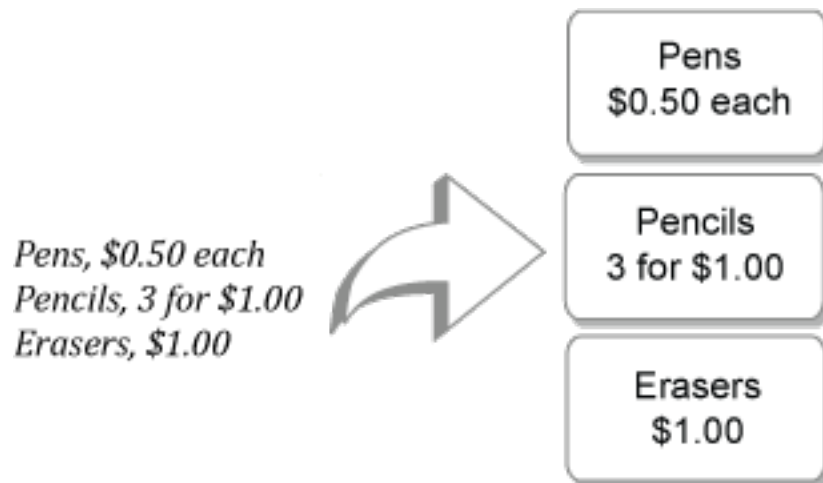 Pens, $0.50 each
Pencils, 3 for $1.00
Erasers, $1.00
Pens
$0.50 each
Pencils
3 for $1.00
Erasers
$1.00